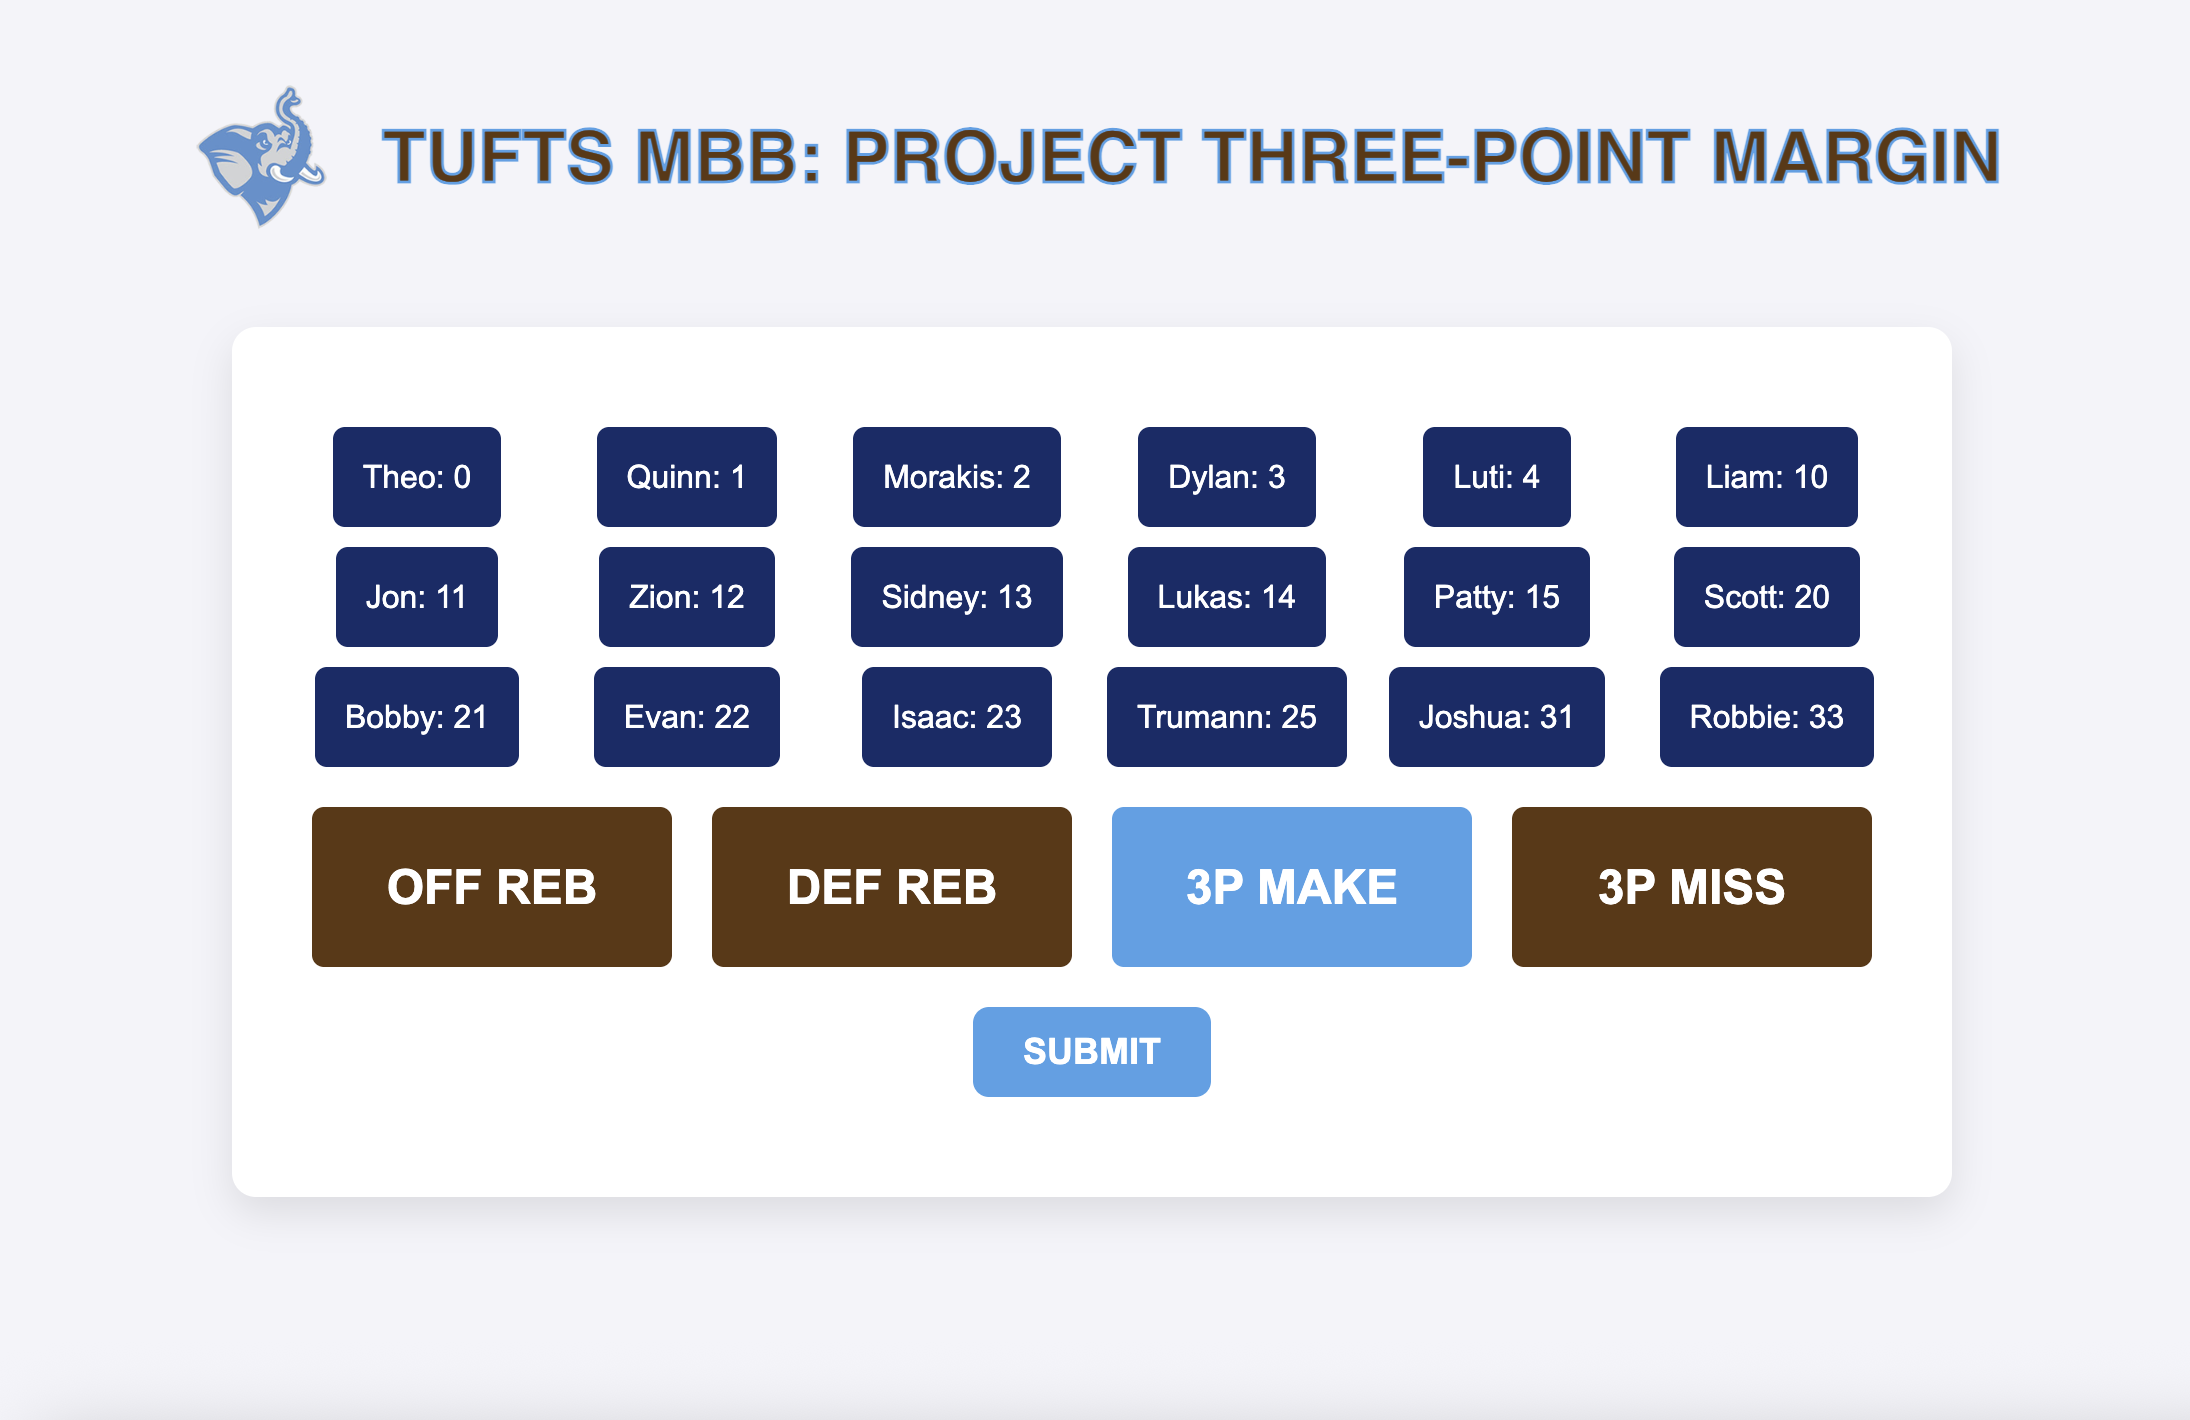 TUFTS MBB: PROJECT THREE-POINT MARGIN
Theo: 0 Quinn: 1 Morakis: 2 Dylan: 3 Luti: 4 Liam: 10
Jon: 11 Zion: 12 Sidney: 13 Lukas: 14 Patty: 15 Scott: 20
Bobby: 21 Evan: 22 Isaac: 23 Trumann: 25 Joshua: 31 Robbie: 33
OFF REB DEF REB 3P MAKE 3P MISS
SUBMIT